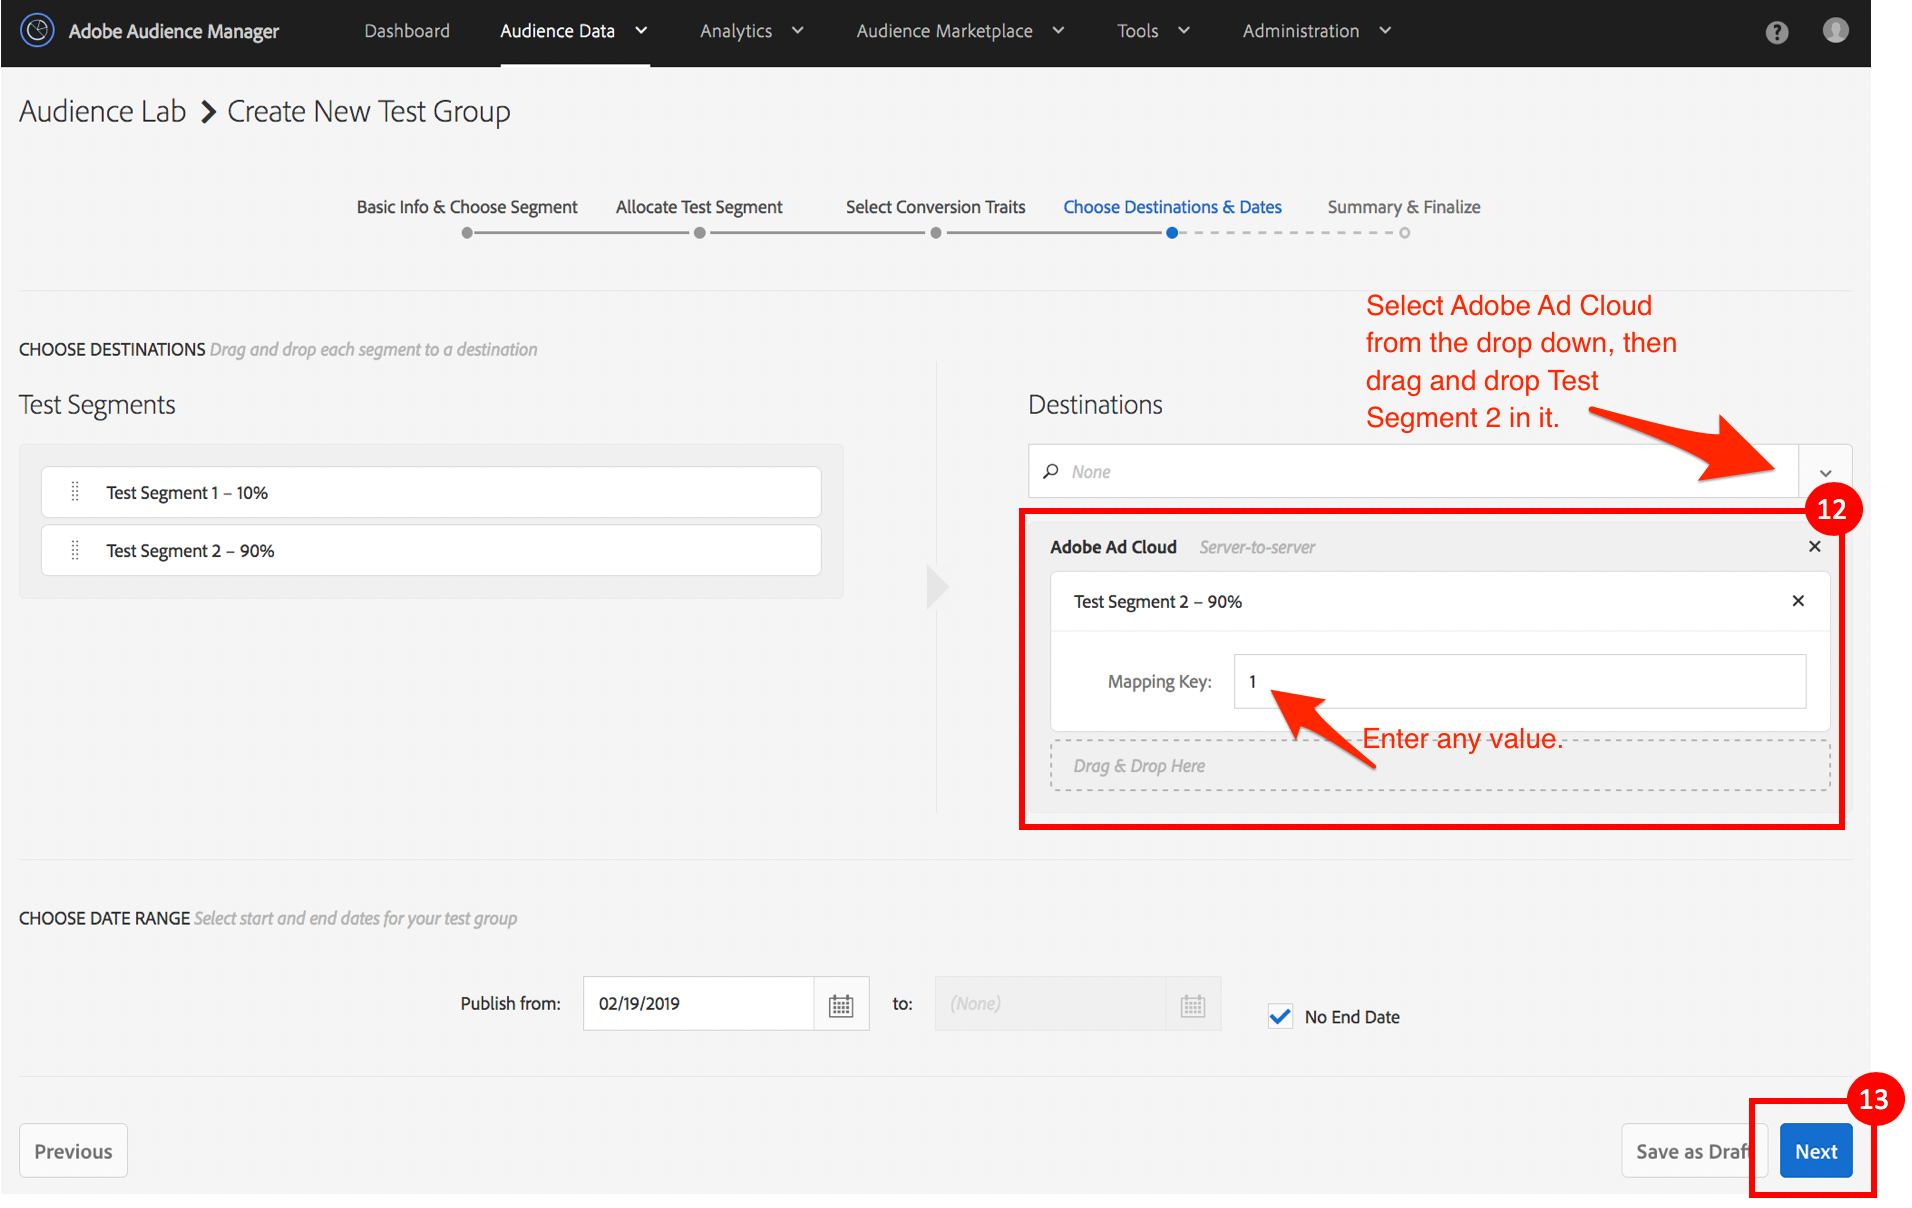 Adobe Audience Manager
Dashboard
Audience Data
Analytics
Audience Marketplace
Tools
Administration
?
Audience Lab > Create New Test Group
Basic Info & Choose Segment
Allocate Test Segment
Select Conversion Traits
Choose Destinations & Dates
Summary & Finalize
Select Adobe Ad Cloud
from the drop down, then
drag and drop Test
Segment 2 in it.
CHOOSE DESTINATIONS Drag and drop each segment to a destination
Test Segments
Test Segment 1 – 10%
Test Segment 2 – 90%
Destinations
None
12
Adobe Ad Cloud Server-to-server
Test Segment 2 – 90%
Mapping Key: 1
Enter any value.
Drag & Drop Here
CHOOSE DATE RANGE Select start and end dates for your test group
Publish from: 02/19/2019 to: (None)
No End Date
13
Previous
Save as Draft
Next